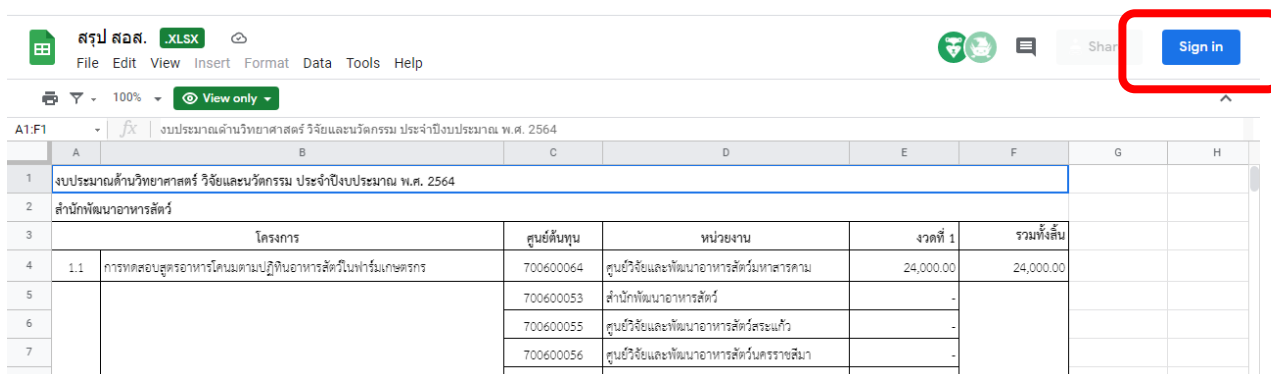 สรุป สอส. .XLSX
Share Sign in
File Edit View Insert Format Data Tools Help
100% View only
A1:F1 fx งบประมาณด้านวิทยาศาสตร์ วิจัยและนวัตกรรม ประจำปีงบประมาณ พ.ศ. 2564
A B C D E F G H
1 งบประมาณด้านวิทยาศาสตร์ วิจัยและนวัตกรรม ประจำปีงบประมาณ พ.ศ. 2564
2 สำนักพัฒนาอาหารสัตว์
3 โครงการ ศูนย์ต้นทุน หน่วยงาน งวดที่ 1 รวมทั้งสิ้น
4 1.1 การทดสอบสูตรอาหารโคนมตามปฏิทินอาหารสัตว์ในฟาร์มเกษตรกร 700600064 ศูนย์วิจัยและพัฒนาอาหารสัตว์มหาสารคาม 24,000.00 24,000.00
5 700600053 สำนักพัฒนาอาหารสัตว์ -
6 700600055 ศูนย์วิจัยและพัฒนาอาหารสัตว์สระแก้ว -
7 700600056 ศูนย์วิจัยและพัฒนาอาหารสัตว์นครราชสีมา -